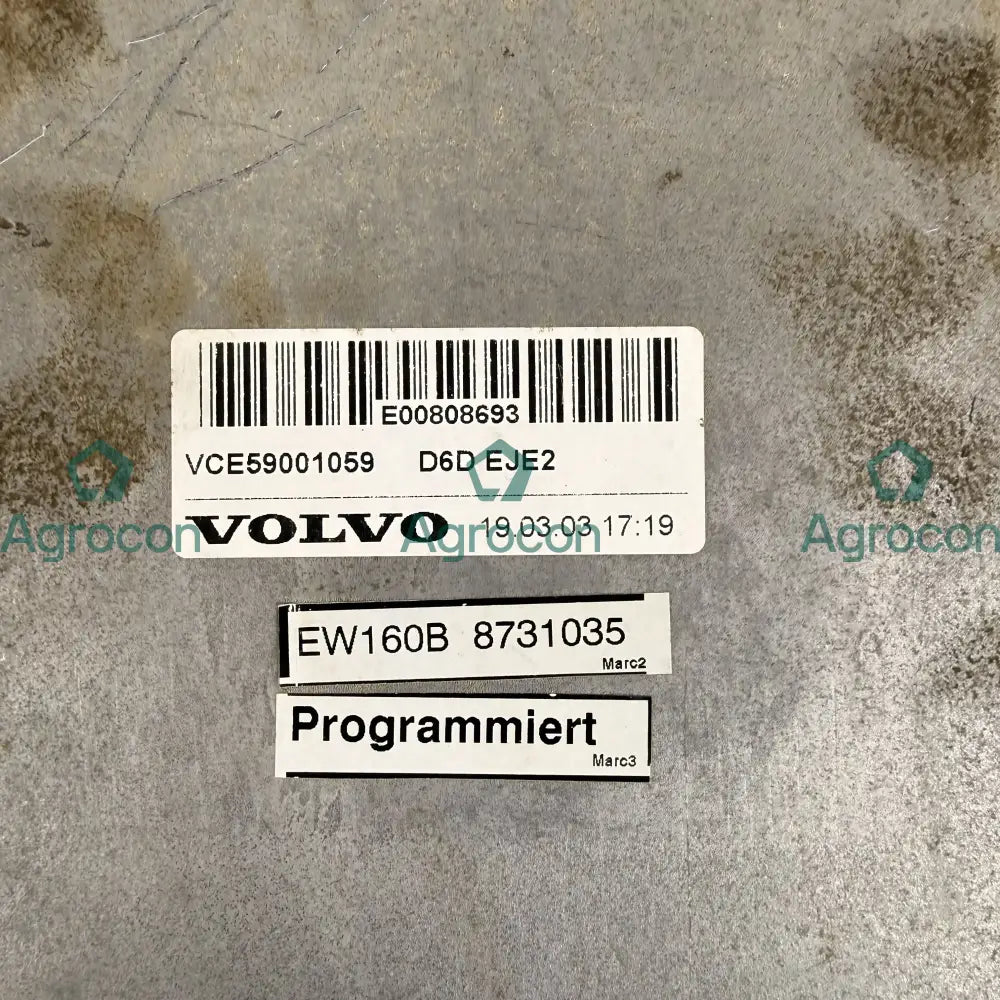 E00808693
VCE59001059 D6D EJE2
VOLVO 19.03.03 17:19
Agrocon Agrocon Agrocon
EW160B 8731035
Marc2
Programmiert
Marc3